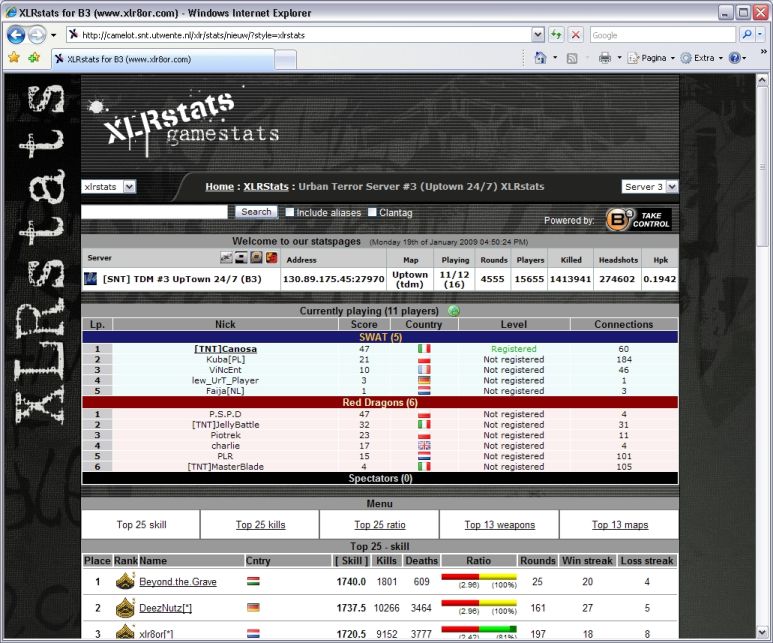 XLRstats for B3 (www.xlr8or.com) - Windows Internet Explorer
http://camelot.snt.utwente.nl/xlr/stats/nieuw/?style=xlrstats
Google
XLRstats for B3 (www.xlr8or.com)
Pagina
Extra
XLRstats
XLRstats
gamestats
xlrstats
Home : XLRStats : Urban Terror Server #3 (Uptown 24/7) XLRStats
Server 3
Search Include aliases Clantag
Powered by: B3 TAKE CONTROL
Welcome to our statspages (Monday 19th of January 2009 04:50:24 PM)
Server Address Map Playing Rounds Players Killed Headshots Hpk
[SNT] TDM #3 UpTown 24/7 (B3) 130.89.175.45:27970 Uptown (tdm) 11/12 (16) 4555 15655 1413941 274602 0.1942
Currently playing (11 players)
Lp. Nick Score Country Level Connections
SWAT (5)
1 [TNT]Canosa 47 Registered 60
2 Kuba[PL] 21 Not registered 184
3 ViNcEnt 10 Not registered 46
4 lew_UrT_Player 3 Not registered 1
5 Faija[NL] 1 Not registered 3
Red Dragons (6)
1 P.S.P.D 47 Not registered 4
2 [TNT]JellyBattle 32 Not registered 31
3 Piotrek 23 Not registered 11
4 charlie 17 Not registered 4
5 PLR 15 Not registered 101
6 [TNT]MasterBlade 4 Not registered 105
Spectators (0)
Menu
Top 25 skill Top 25 kills Top 25 ratio Top 13 weapons Top 13 maps
Top 25 - skill
Place Rank Name Cntry [ Skill ] Kills Deaths Ratio Rounds Win streak Loss streak
1 Beyond.the.Grave 1740.0 1801 609 (2.96) (100%) 25 20 4
2 DeezNutz[*] 1737.5 10266 3464 (2.96) (100%) 161 27 5
3 xlr8or[*] 1720.5 9152 3777 (2.42) (81%) 197 18 8